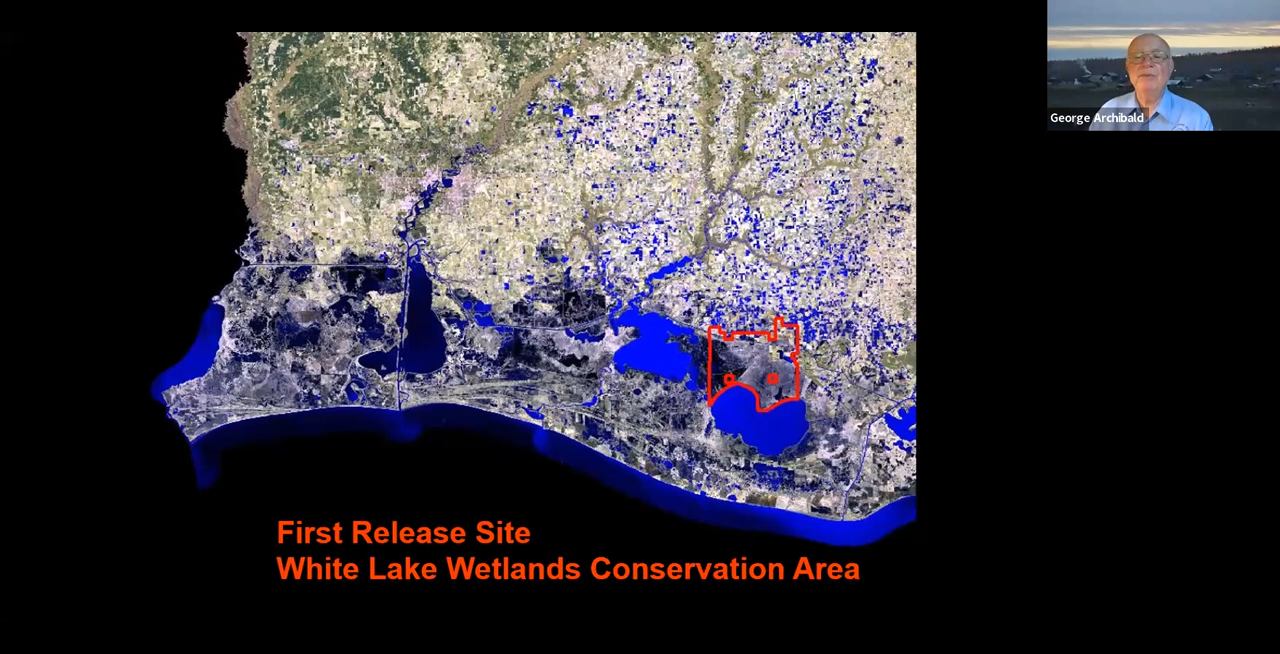 George Archibald
First Release Site
White Lake Wetlands Conservation Area